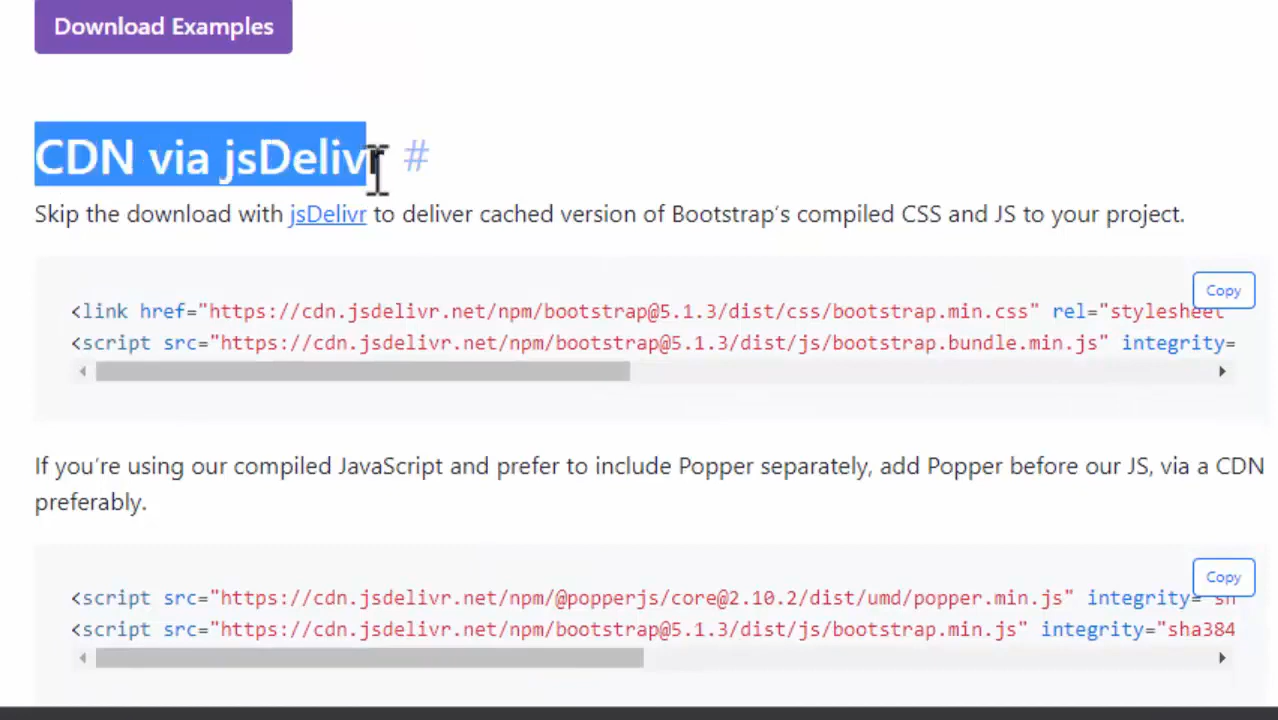 Download Examples
CDN via jsDelivr #
Skip the download with jsDelivr to deliver cached version of Bootstrap’s compiled CSS and JS to your project.
Copy
<link href="https://cdn.jsdelivr.net/npm/bootstrap@5.1.3/dist/css/bootstrap.min.css" rel="stylesheet
<script src="https://cdn.jsdelivr.net/npm/bootstrap@5.1.3/dist/js/bootstrap.bundle.min.js" integrity=
If you’re using our compiled JavaScript and prefer to include Popper separately, add Popper before our JS, via a CDN
preferably.
Copy
<script src="https://cdn.jsdelivr.net/npm/@popperjs/core@2.10.2/dist/umd/popper.min.js" integrity="sh
<script src="https://cdn.jsdelivr.net/npm/bootstrap@5.1.3/dist/js/bootstrap.min.js" integrity="sha384